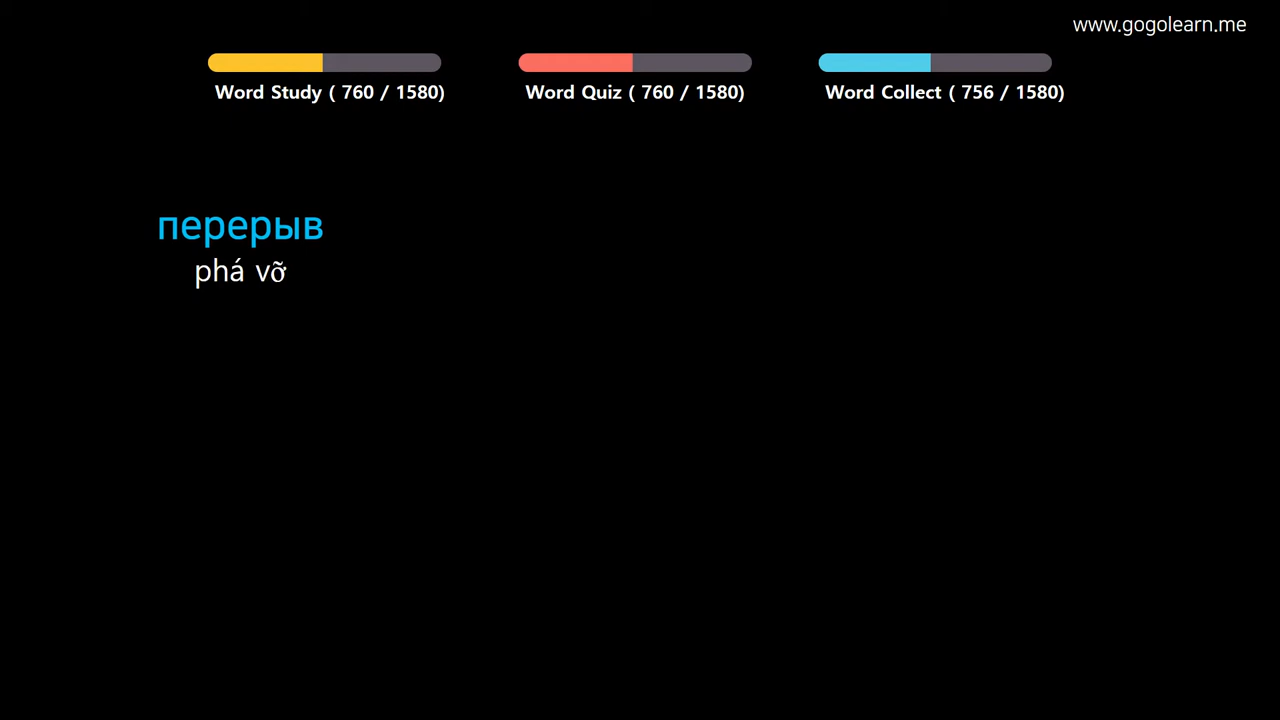 www.gogolearn.me
Word Study ( 760 / 1580)
Word Quiz ( 760 / 1580)
Word Collect ( 756 / 1580)
перерыв
phá vỡ